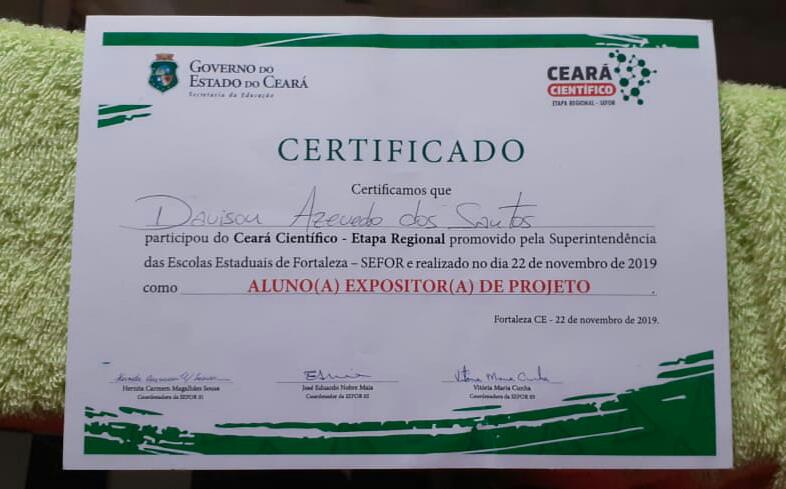 GOVERNO DO
ESTADO DO CEARÁ
Secretaria da Educação
CEARÁ
CIENTÍFICO
ETAPA REGIONAL - SEFOR
CERTIFICADO
Certificamos que
Davison Azevedo dos Santos
participou do Ceará Científico - Etapa Regional promovido pela Superintendência
das Escolas Estaduais de Fortaleza – SEFOR e realizado no dia 22 de novembro de 2019
como ALUNO(A) EXPOSITOR(A) DE PROJETO.
Fortaleza CE - 22 de novembro de 2019.
Vitória Maria Cunha
Hercita Carmem Magalhães Sousa
José Eduardo Nobre Maia
Vitória Maria Cunha
Coordenadora da SEFOR 01
Coordenador da SEFOR 02
Coordenadora da SEFOR 03